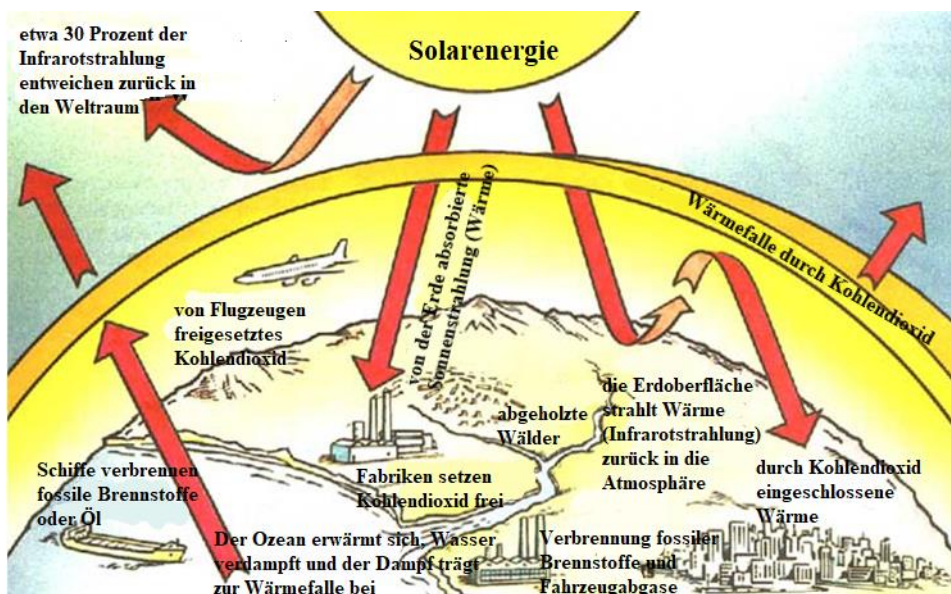 etwa 30 Prozent der
Infrarotstrahlung
entweichen zurück in
den Weltraum
Solarenergie
von der Erde absorbierte
Sonnenstrahlung (Wärme)
Wärmefalle durch Kohlendioxid
von Flugzeugen
freigesetztes
Kohlendioxid
abgeholzte
Wälder
die Erdoberfläche
strahlt Wärme
(Infrarotstrahlung)
zurück in die
Atmosphäre
durch Kohlendioxid
eingeschlossene
Wärme
Schiffe verbrennen
fossile Brennstoffe
oder Öl
Fabriken setzen
Kohlendioxid frei
Der Ozean erwärmt sich, Wasser
verdampft und der Dampf trägt
zur Wärmefalle bei
Verbrennung fossiler
Brennstoffe und
Fahrzeugabgase